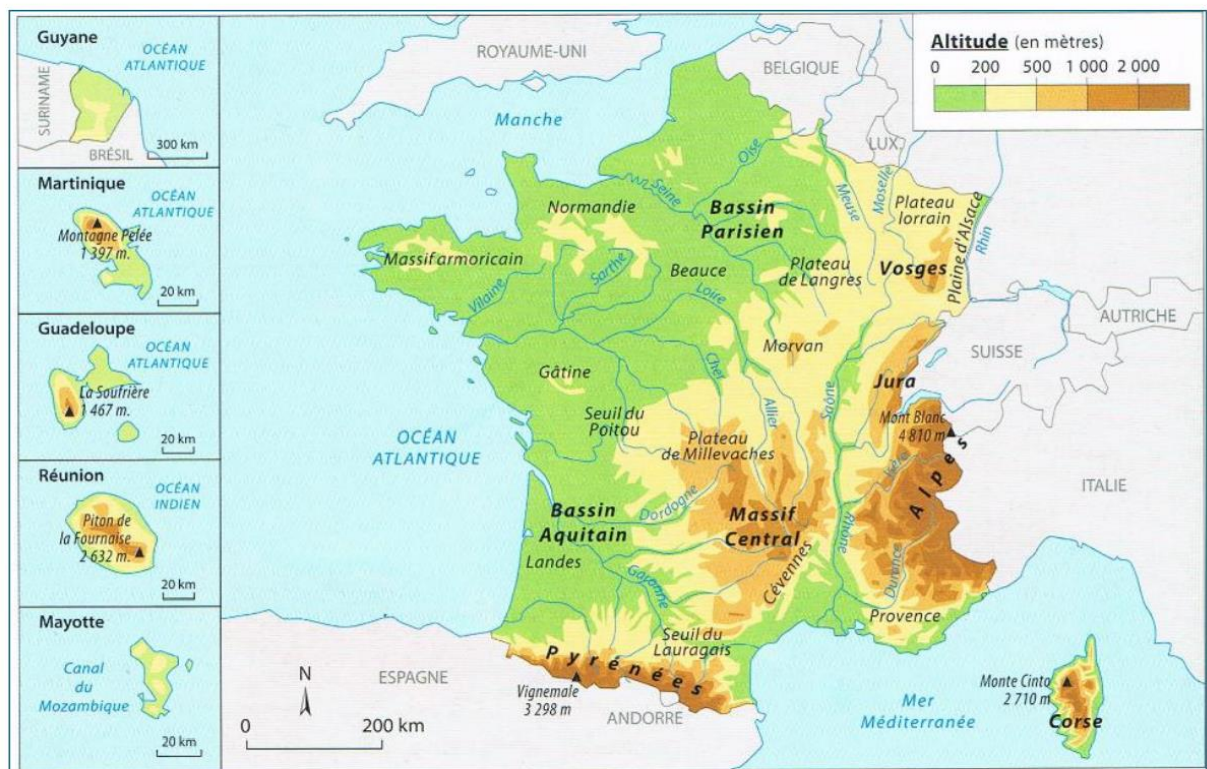 Guyane
OCÉAN
ATLANTIQUE
SURINAME
BRÉSIL
300 km
Martinique
OCÉAN
ATLANTIQUE
Montagne Pelée
1 397 m.
20 km
Guadeloupe
OCÉAN
ATLANTIQUE
La Soufrière
1 467 m.
20 km
Réunion
OCÉAN
INDIEN
Piton de
la Fournaise
2 632 m.
20 km
Mayotte
Canal
du
Mozambique
20 km
Altitude (en mètres)
0 200 500 1 000 2 000
ROYAUME-UNI
BELGIQUE
LUX.
Manche
Oise
Seine
Meuse
Moselle
Normandie
Bassin
Parisien
Plateau
lorrain
Plaine d'Alsace
Rhin
Massif armoricain
Sarthe
Beauce
Plateau
de Langres
Vosges
Vilaine
Loire
AUTRICHE
SUISSE
Morvan
Gâtine
Cher
Allier
Saône
Jura
Seuil du
Poitou
Mont Blanc
4 810 m
OCÉAN
ATLANTIQUE
Plateau
de Millevaches
Isère
Alpes
ITALIE
Bassin
Aquitain
Dordogne
Massif
Central
Rhône
Landes
Garonne
Cévennes
Durance
Provence
Seuil du
Lauragais
Pyrénées
ESPAGNE
Vignemale
3 298 m
ANDORRE
N
0 200 km
Mer
Méditerranée
Monte Cinto
2 710 m
Corse